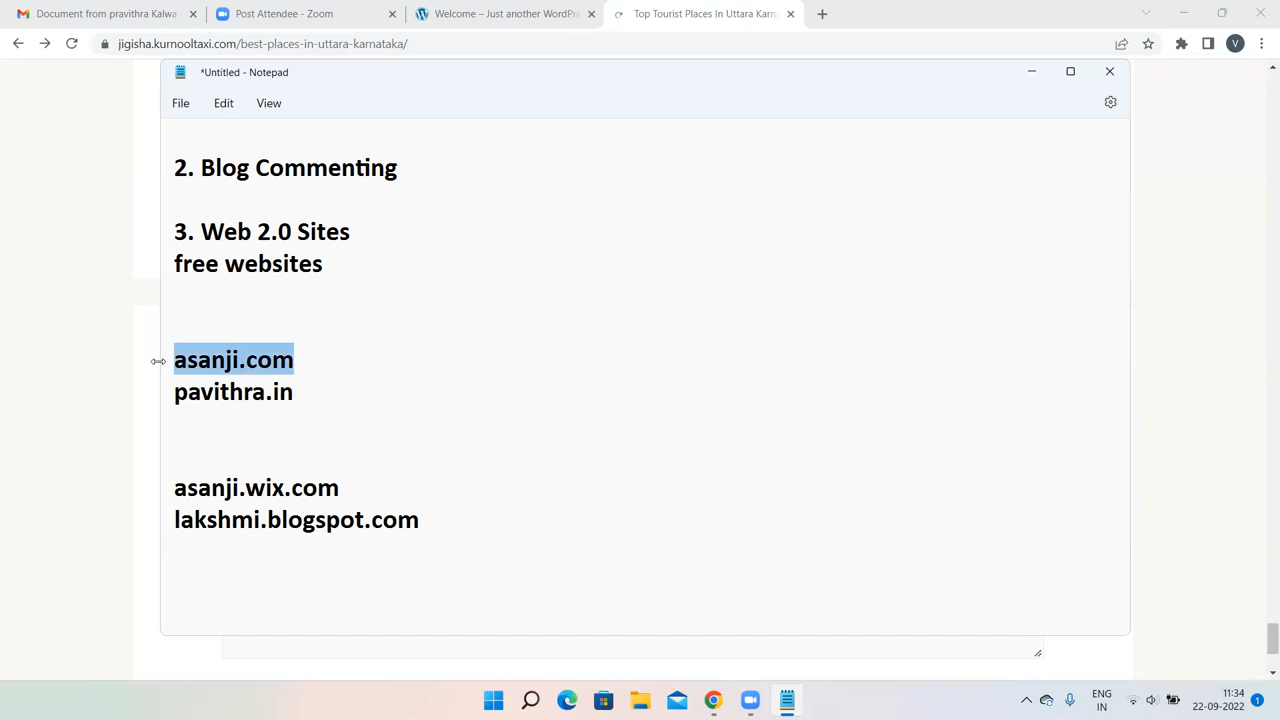 Document from pravithra Kalwa
Post Attendee - Zoom
Welcome – Just another WordPre
Top Tourist Places In Uttara Karn
jigisha.kurnooltaxi.com/best-places-in-uttara-karnataka/
V
*Untitled - Notepad
File Edit View
2. Blog Commenting
3. Web 2.0 Sites
free websites
asanji.com
pavithra.in
asanji.wix.com
lakshmi.blogspot.com
ENG
IN
11:34
22-09-2022
1